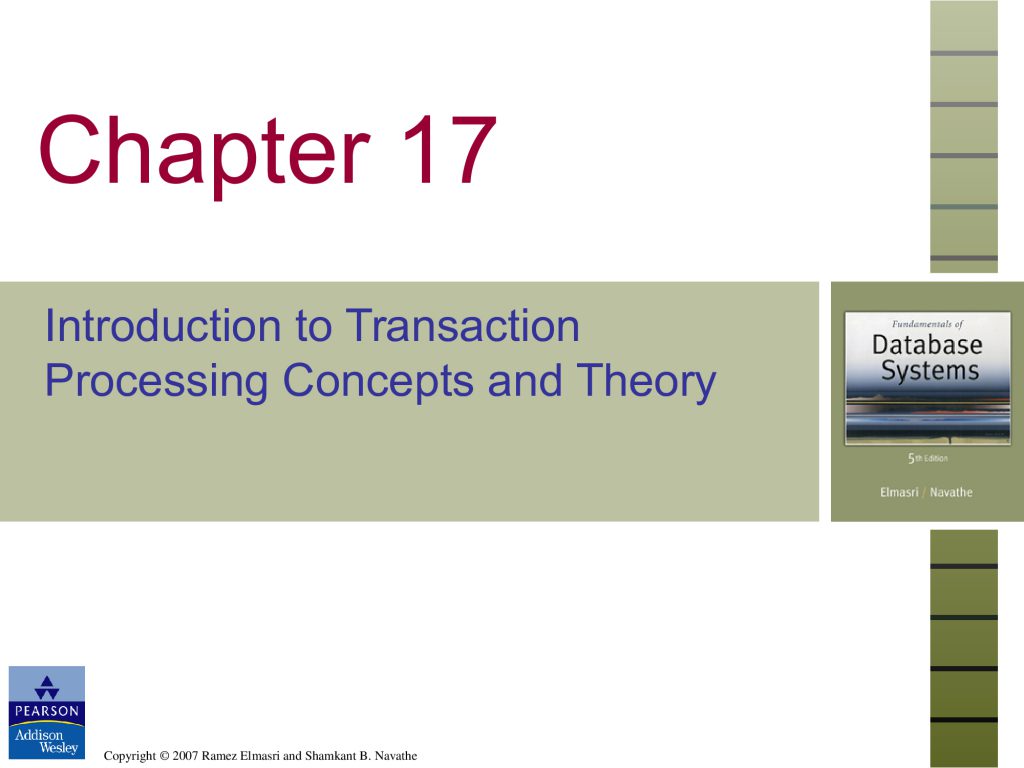 Chapter 17
Introduction to Transaction
Processing Concepts and Theory
Fundamentals of
Database
Systems
5th Edition
Elmasri / Navathe
PEARSON
Addison
Wesley
Copyright © 2007 Ramez Elmasri and Shamkant B. Navathe